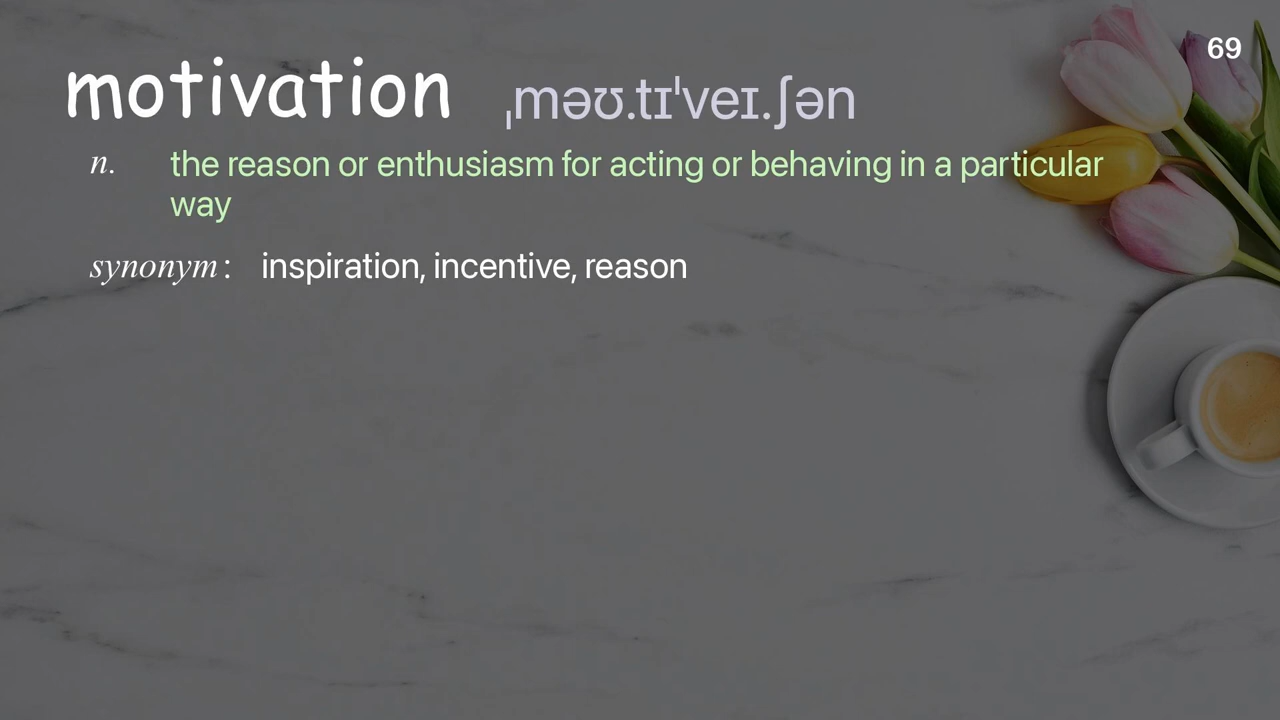 69
motivation ˌməʊ.tɪˈveɪ.ʃən
n. the reason or enthusiasm for acting or behaving in a particular
way
synonym: inspiration, incentive, reason